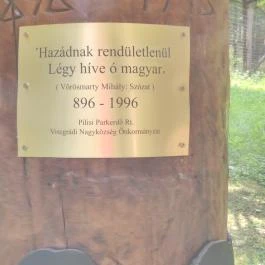 "Hazádnak rendületlenül
Légy híve ó magyar.
( Vörösmarty Mihály: Szózat )
896 - 1996
Pilisi Parkerdő Rt.
Visegrádi Nagyközség Önkormányzat